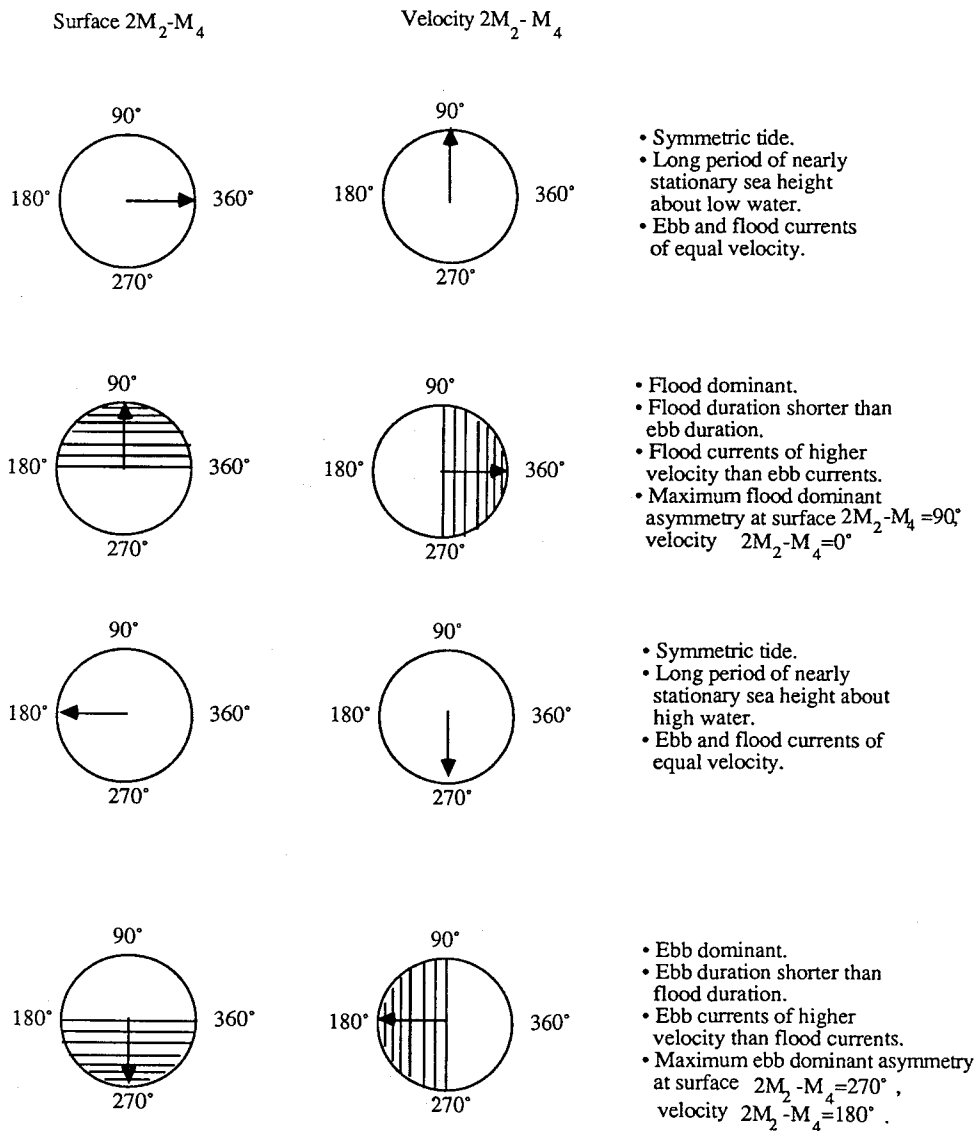 Surface 2M₂-M₄
Velocity 2M₂- M₄
90°
180°
360°
270°
90°
180°
360°
270°
• Symmetric tide.
• Long period of nearly
stationary sea height
about low water.
• Ebb and flood currents
of equal velocity.
90°
180°
360°
270°
90°
180°
360°
270°
• Flood dominant.
• Flood duration shorter than
ebb duration.
• Flood currents of higher
velocity than ebb currents.
• Maximum flood dominant
asymmetry at surface 2M₂-M₄ =90°,
velocity 2M₂-M₄=0°
90°
180°
360°
270°
90°
180°
360°
270°
• Symmetric tide.
• Long period of nearly
stationary sea height about
high water.
• Ebb and flood currents of
equal velocity.
90°
180°
360°
270°
90°
180°
360°
270°
• Ebb dominant.
• Ebb duration shorter than
flood duration.
• Ebb currents of higher
velocity than flood currents.
• Maximum ebb dominant asymmetry
at surface 2M₂ -M₄=270° ,
velocity 2M₂-M₄=180° .